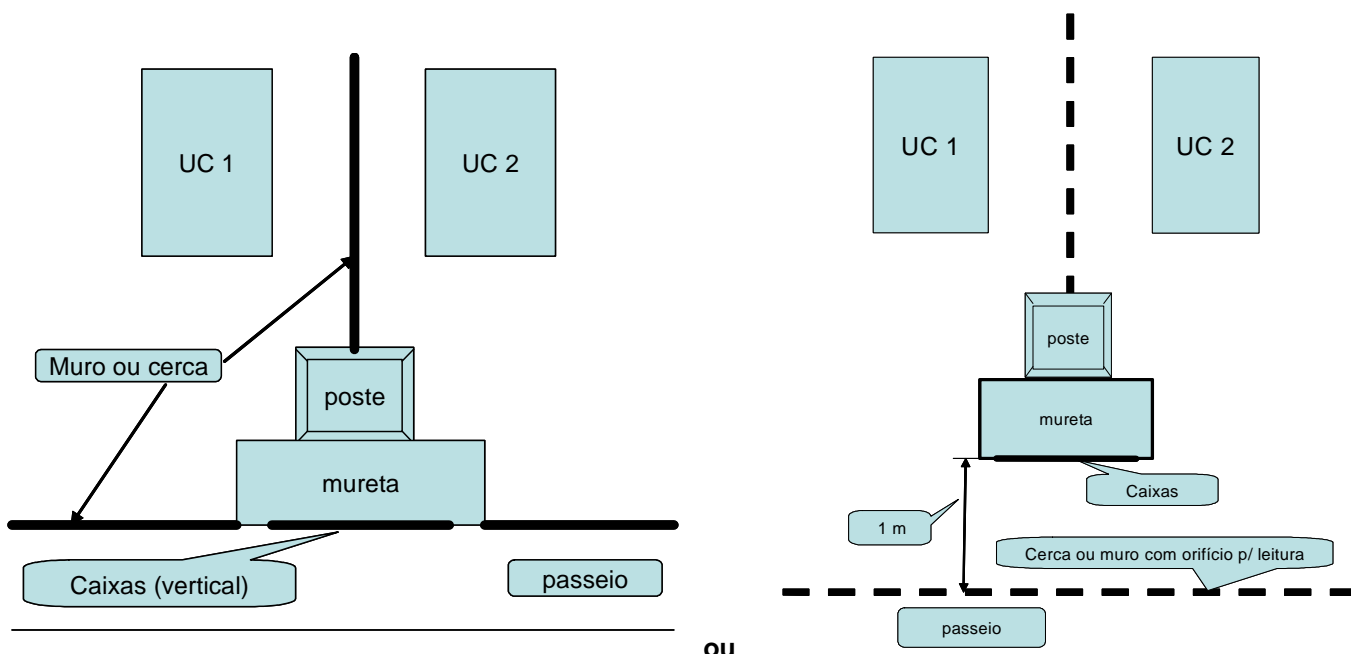 UC 1
UC 2
Muro ou cerca
poste
mureta
Caixas (vertical)
passeio
ou
UC 1
UC 2
poste
mureta
Caixas
1 m
Cerca ou muro com orifício p/ leitura
passeio